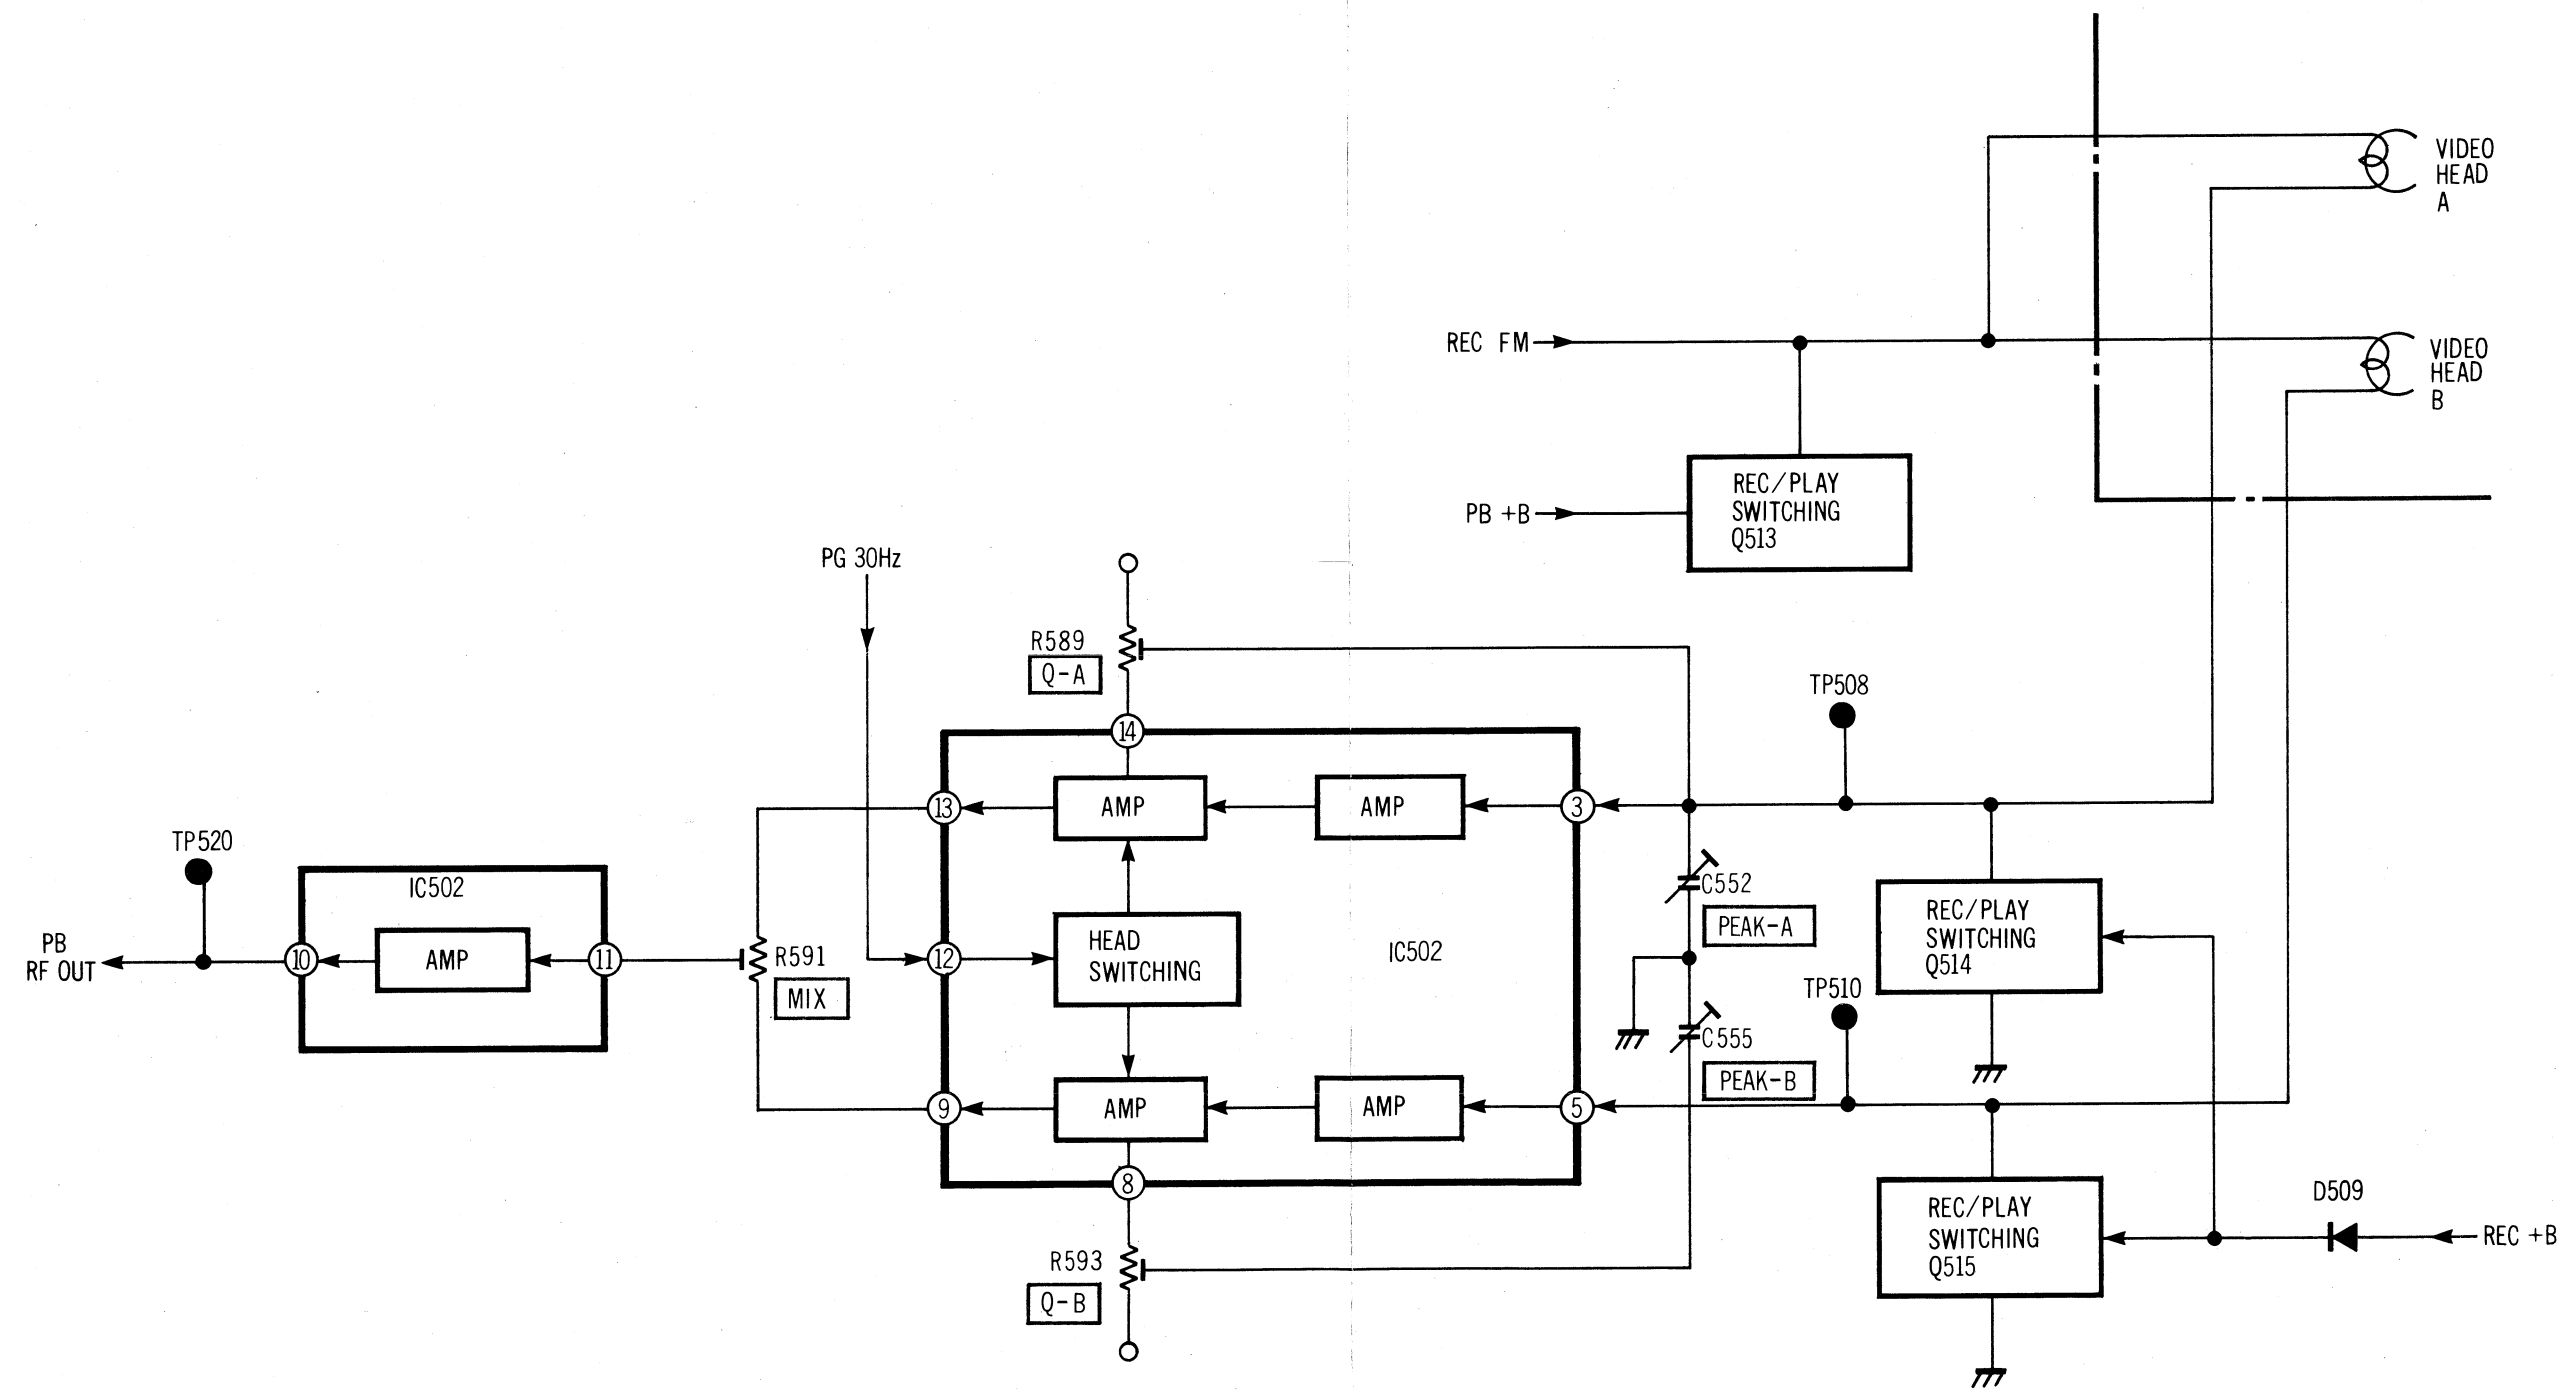 VIDEO
HEAD
A
REC FM
VIDEO
HEAD
B
REC/PLAY
SWITCHING
Q513
PB +B
PG 30Hz
R589
Q-A
TP508
14
13
AMP
AMP
3
TP520
IC502
C552
PEAK-A
REC/PLAY
SWITCHING
Q514
PB
RF OUT
10
AMP
11
R591
MIX
12
HEAD
SWITCHING
IC502
TP510
C555
PEAK-B
9
AMP
AMP
5
8
R593
Q-B
REC/PLAY
SWITCHING
Q515
D509
REC +B